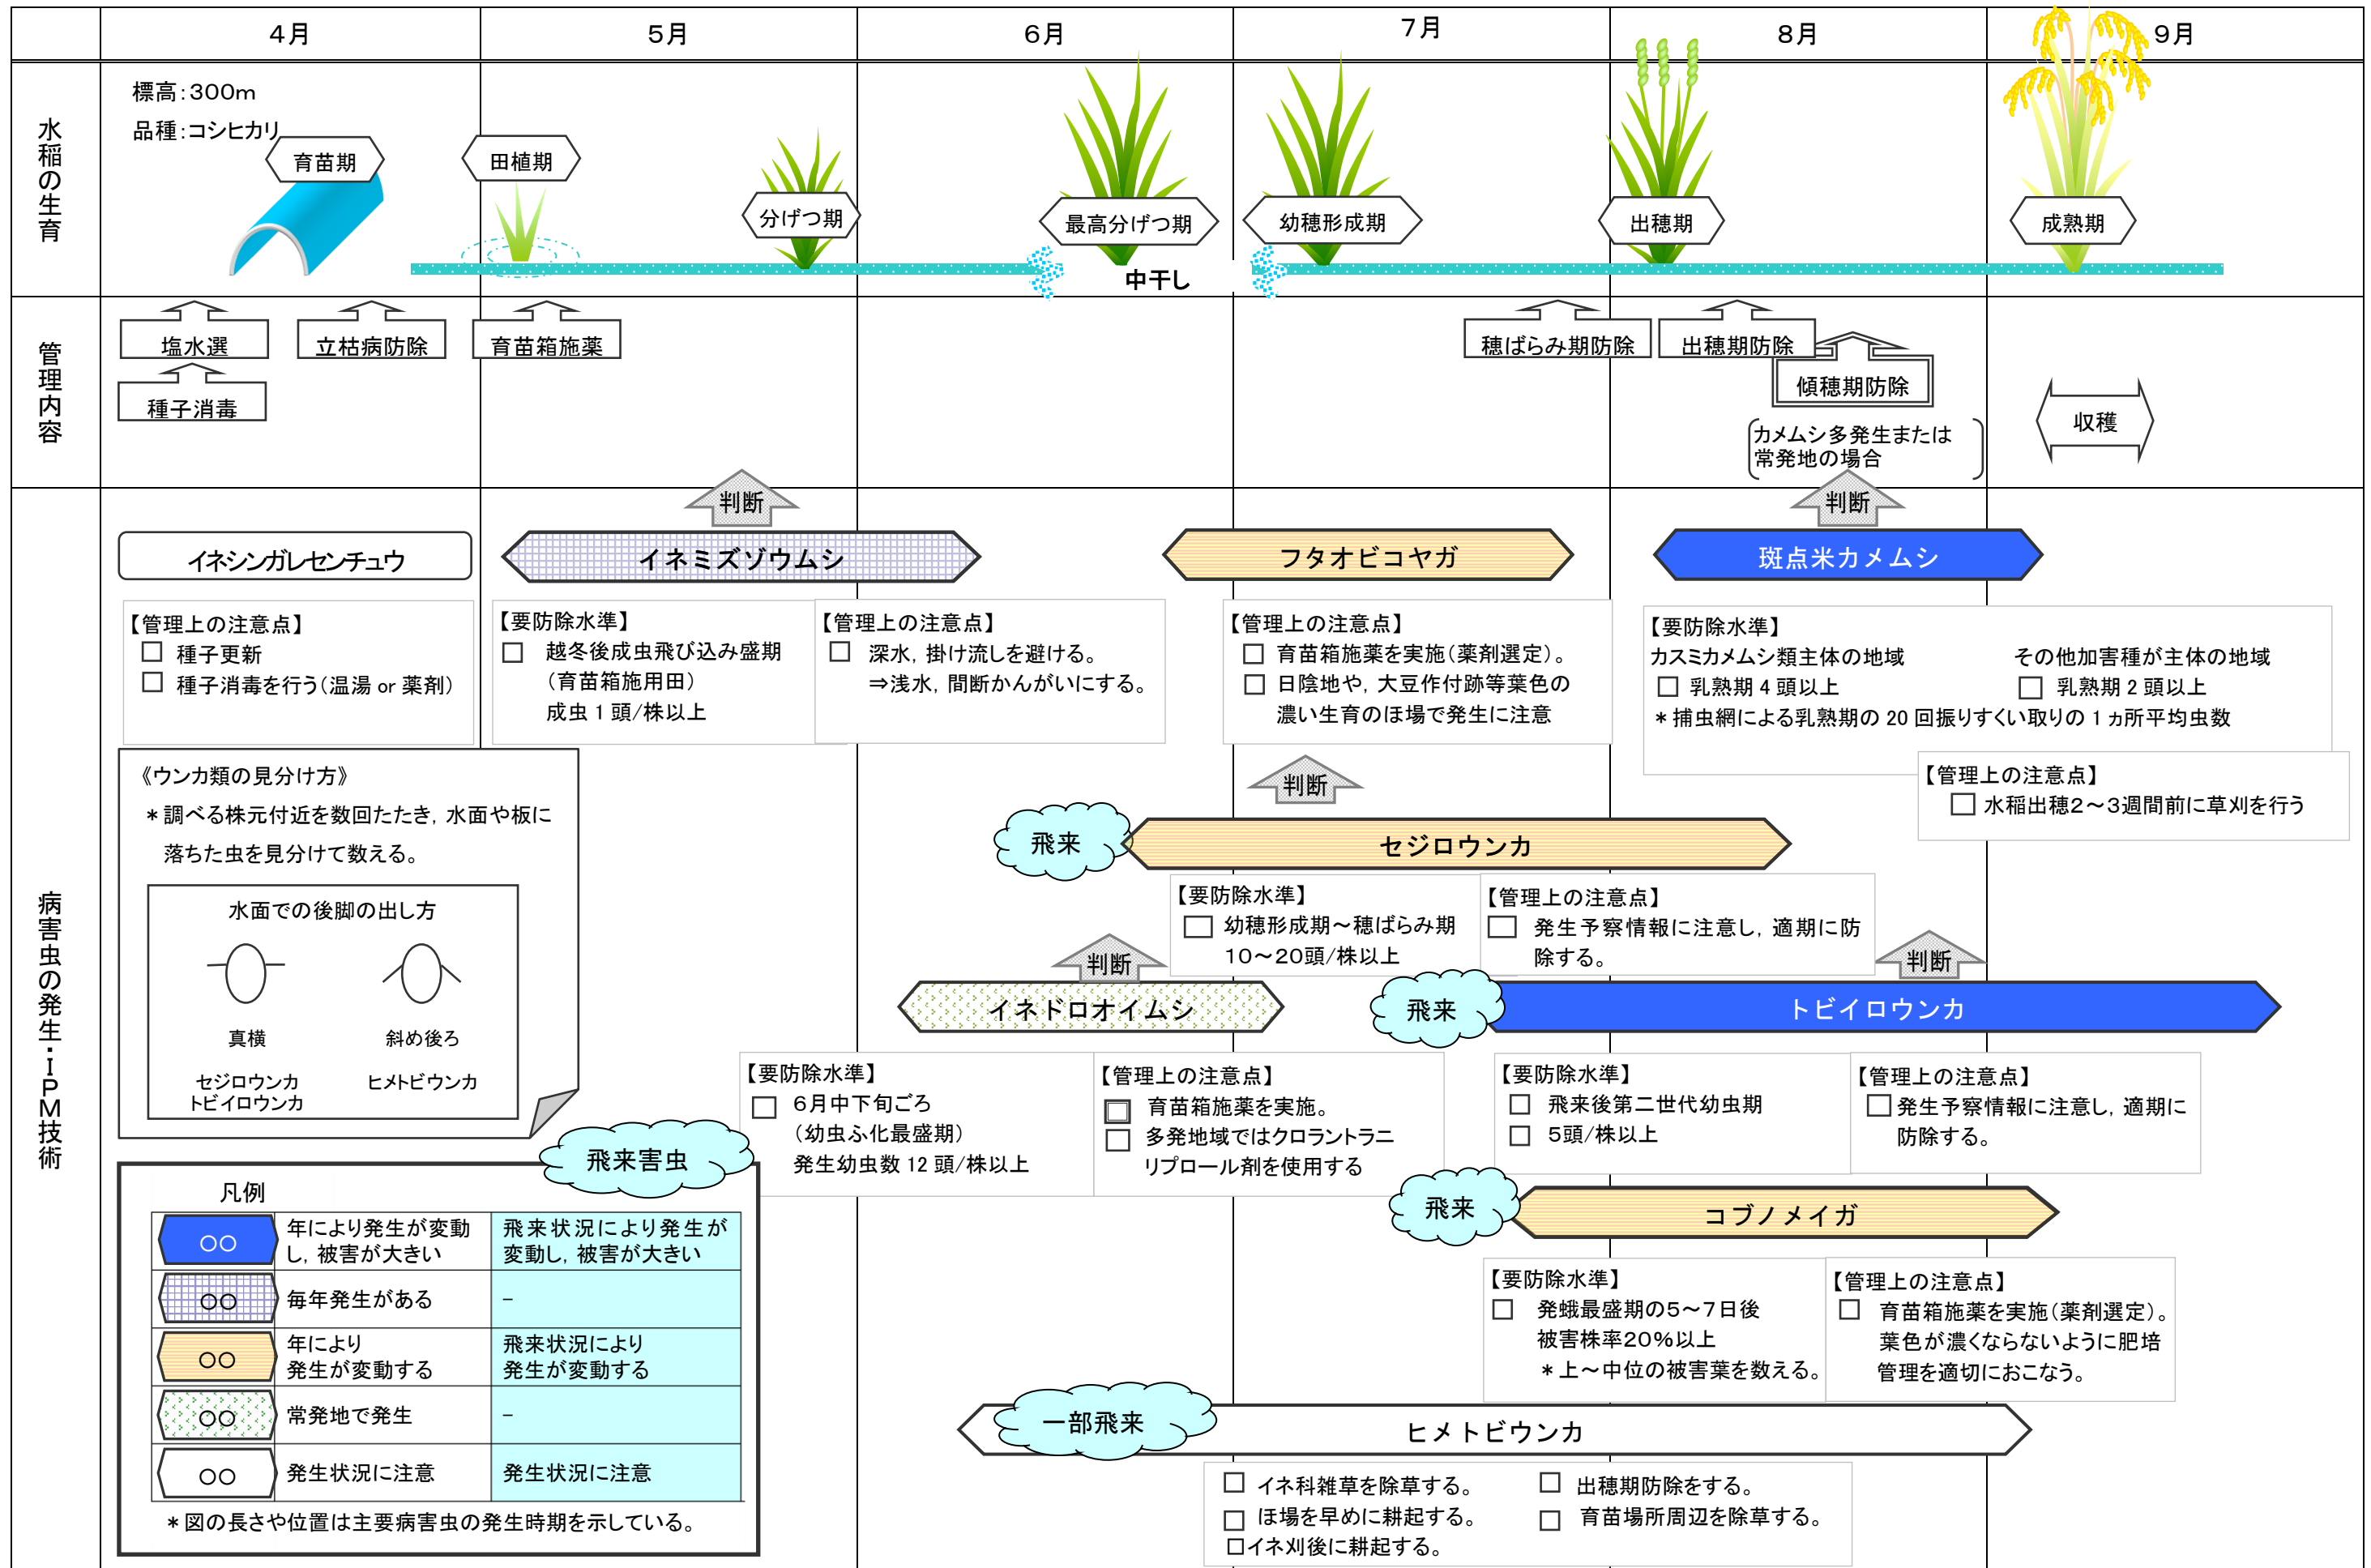 4月
5月
6月
7月
8月
9月
水稲の生育
標高：300m
品種：コシヒカリ
育苗期
田植期
分げつ期
最高分げつ期
幼穂形成期
出穂期
成熟期
中干し
管理内容
塩水選
立枯病防除
育苗箱施薬
穂ばらみ期防除
出穂期防除
種子消毒
傾穂期防除
収穫
カメムシ多発生または
常発地の場合
病害虫の発生・IPM技術
判断
判断
イネシンガレセンチュウ
イネミズゾウムシ
フタオビコヤガ
斑点米カメムシ
【管理上の注意点】
□ 種子更新
□ 種子消毒を行う（温湯 or 薬剤）
【要防除水準】
□ 越冬後成虫飛び込み盛期
（育苗箱施用田）
成虫 1 頭/株以上
【管理上の注意点】
□ 深水，掛け流しを避ける。
⇒浅水，間断かんがいにする。
【管理上の注意点】
□ 育苗箱施薬を実施（薬剤選定）。
□ 日陰地や，大豆作付跡等葉色の
濃い生育のほ場で発生に注意
【要防除水準】
カスミカメムシ類主体の地域 その他加害種が主体の地域
□ 乳熟期 4 頭以上 □ 乳熟期 2 頭以上
＊捕虫網による乳熟期の 20 回振りすくい取りの 1 ヵ所平均虫数
【管理上の注意点】
□ 水稲出穂２～３週間前に草刈を行う
《ウンカ類の見分け方》
＊調べる株元付近を数回たたき，水面や板に
落ちた虫を見分けて数える。
水面での後脚の出し方
真横 斜め後ろ
セジロウンカ ヒメトビウンカ
トビイロウンカ
判断
飛来
セジロウンカ
【要防除水準】
□ 幼穂形成期～穂ばらみ期
10～20頭/株以上
【管理上の注意点】
□ 発生予察情報に注意し，適期に防
除する。
判断
イネドロオイムシ
判断
飛来
トビイロウンカ
【要防除水準】
□ 6月中下旬ごろ
（幼虫ふ化最盛期）
発生幼虫数 12 頭/株以上
【管理上の注意点】
□ 育苗箱施薬を実施。
□ 多発地域ではクロラントラニ
リプロール剤を使用する
【要防除水準】
□ 飛来後第二世代幼虫期
□ 5頭/株以上
【管理上の注意点】
□ 発生予察情報に注意し，適期に
防除する。
飛来
コブノメイガ
【要防除水準】
□ 発蛾最盛期の５～７日後
被害株率20％以上
＊上～中位の被害葉を数える。
【管理上の注意点】
□ 育苗箱施薬を実施（薬剤選定）。
葉色が濃くならないように肥培
管理を適切におこなう。
一部飛来
ヒメトビウンカ
□ イネ科雑草を除草する。 □ 出穂期防除をする。
□ ほ場を早めに耕起する。 □ 育苗場所周辺を除草する。
□イネ刈後に耕起する。
飛来害虫
凡例
○○ 年により発生が変動 飛来状況により発生が
し，被害が大きい 変動し，被害が大きい
○○ 毎年発生がある －
○○ 年により 飛来状況により
発生が変動する 発生が変動する
○○ 常発地で発生 －
○○ 発生状況に注意 発生状況に注意
＊図の長さや位置は主要病害虫の発生時期を示している。